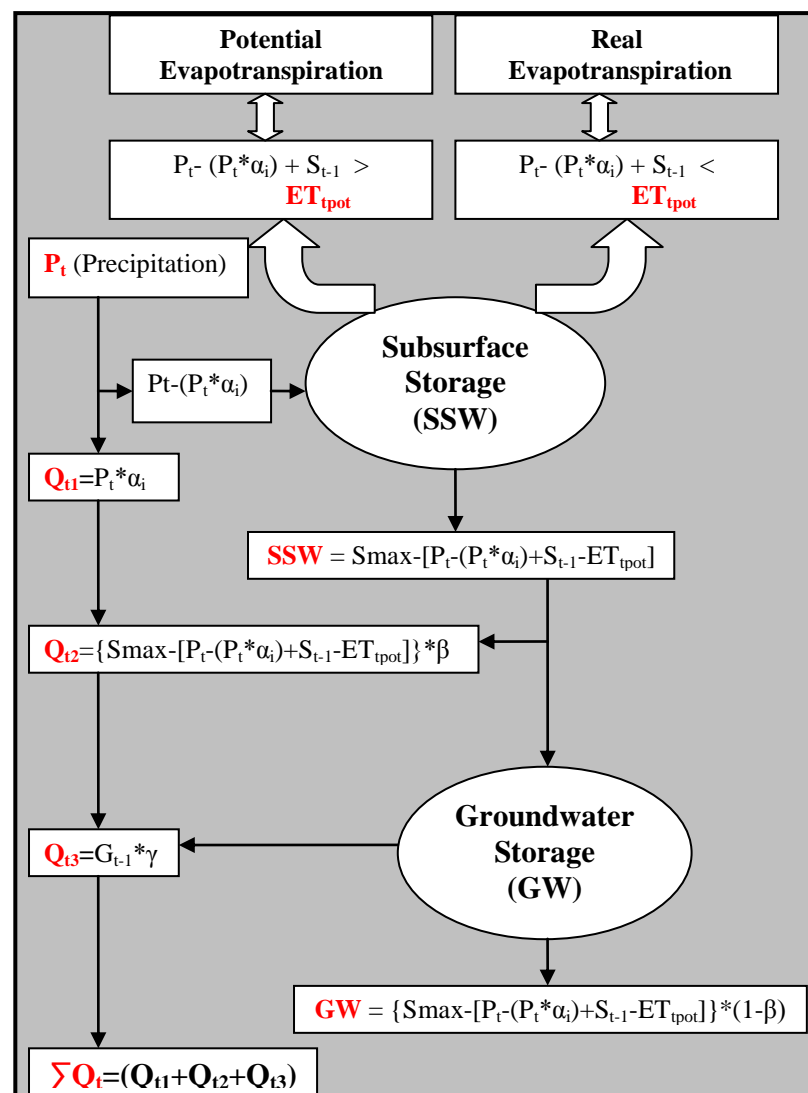 Potential
Evapotranspiration
Real
Evapotranspiration
Pₜ- (Pₜ*αᵢ) + Sₜ₋₁ >
ETₜₚₒₜ
Pₜ- (Pₜ*αᵢ) + Sₜ₋₁ <
ETₜₚₒₜ
Pₜ (Precipitation)
Subsurface
Storage
(SSW)
Pt-(Pₜ*αᵢ)
Qₜ₁=Pₜ*αᵢ
SSW = Smax-[Pₜ-(Pₜ*αᵢ)+Sₜ₋₁-ETₜₚₒₜ]
Qₜ₂={Smax-[Pₜ-(Pₜ*αᵢ)+Sₜ₋₁-ETₜₚₒₜ]}*β
Groundwater
Storage
(GW)
Qₜ₃=Gₜ₋₁*γ
GW = {Smax-[Pₜ-(Pₜ*αᵢ)+Sₜ₋₁-ETₜₚₒₜ]}*(1-β)
∑Qₜ=(Qₜ₁+Qₜ₂+Qₜ₃)